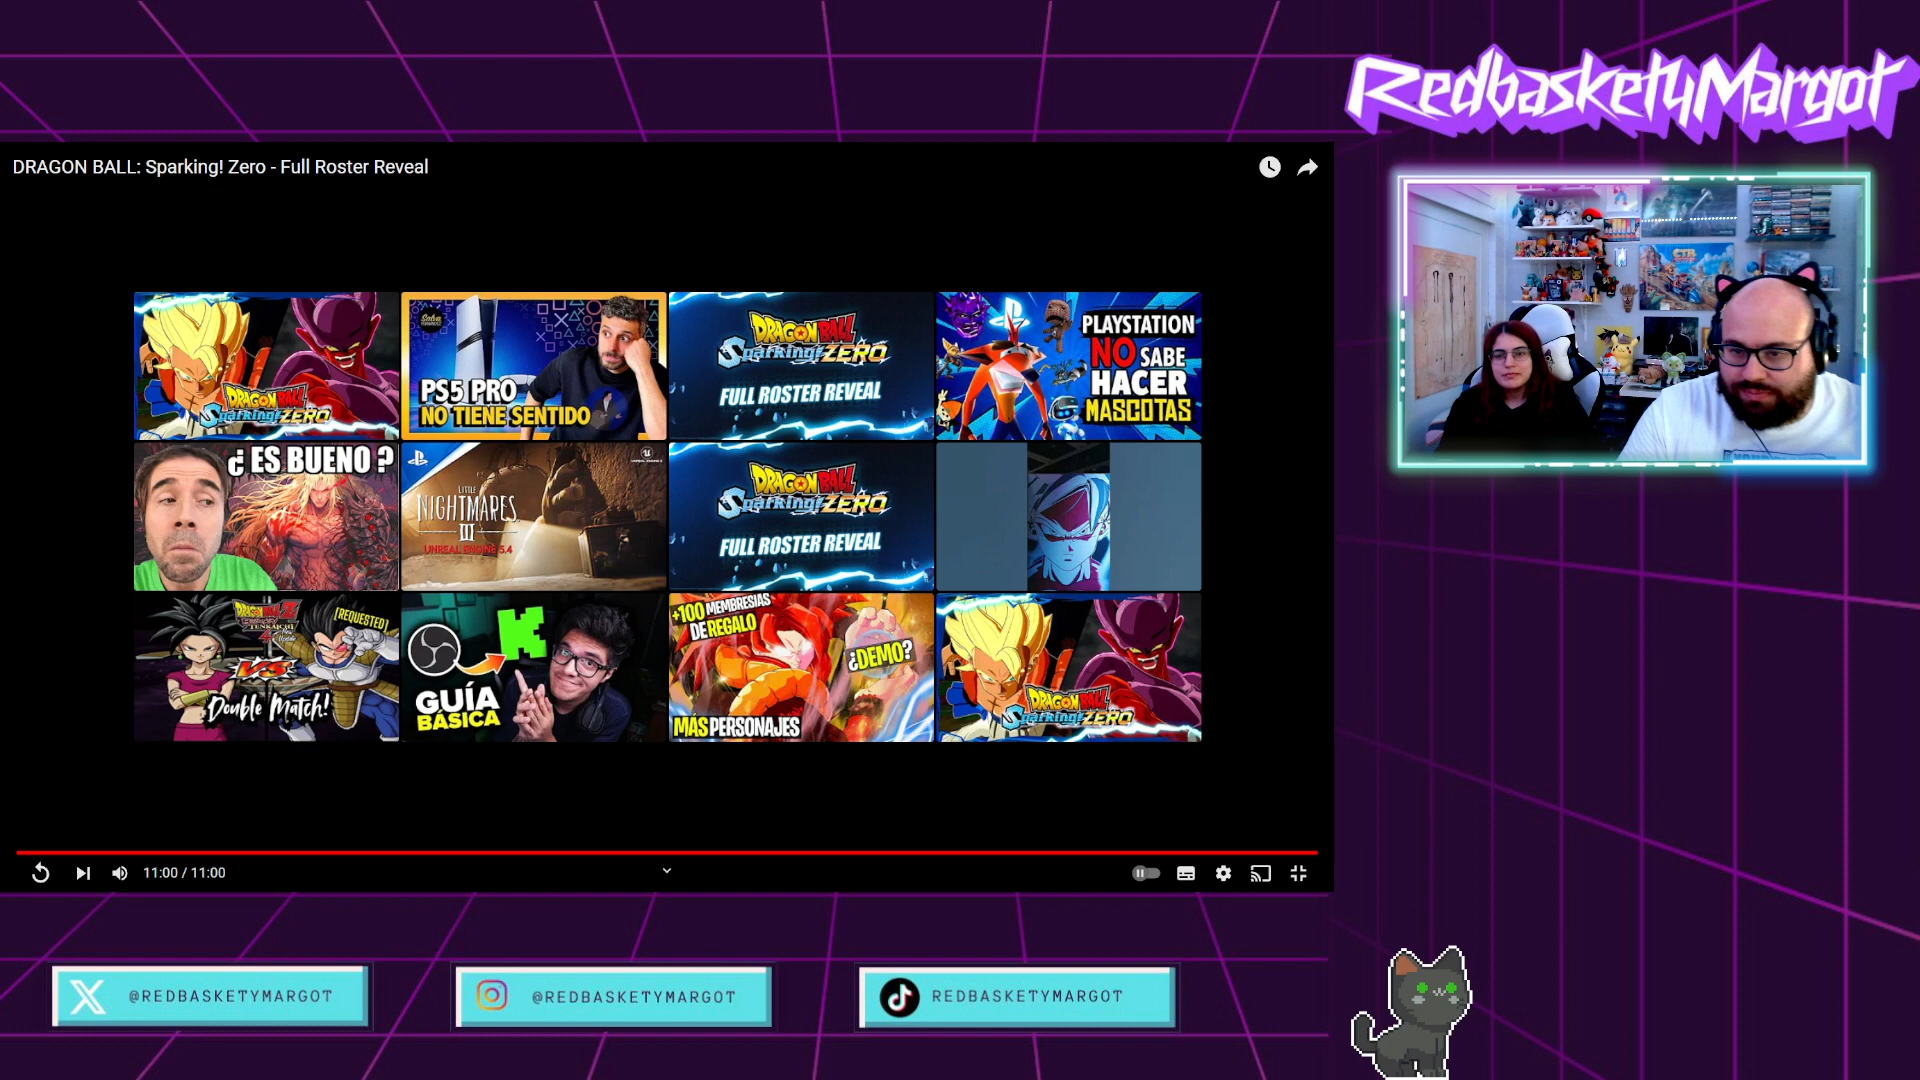 RedbasketyMargot
DRAGON BALL: Sparking! Zero - Full Roster Reveal
DRAGON BALL
Sparking! ZERO
PS5 PRO
NO TIENE SENTIDO
DRAGON BALL
Sparking! ZERO
FULL ROSTER REVEAL
PLAYSTATION
NO SABE
HACER
MASCOTAS
CTR
¿ ES BUENO ?
LITTLE
NIGHTMARES
III
UNREAL ENGINE 5.4
DRAGON BALL
Sparking! ZERO
FULL ROSTER REVEAL
DRAGON BALL Z
TENKAICHI
[REQUESTED]
VS
Double Match!
K
GUÍA
BÁSICA
+100 MEMBRESIAS
DE REGALO
¿DEMO?
MÁS PERSONAJES
DRAGON BALL
Sparking! ZERO
11:00 / 11:00
@REDBASKETYMARGOT
@REDBASKETYMARGOT
REDBASKETYMARGOT